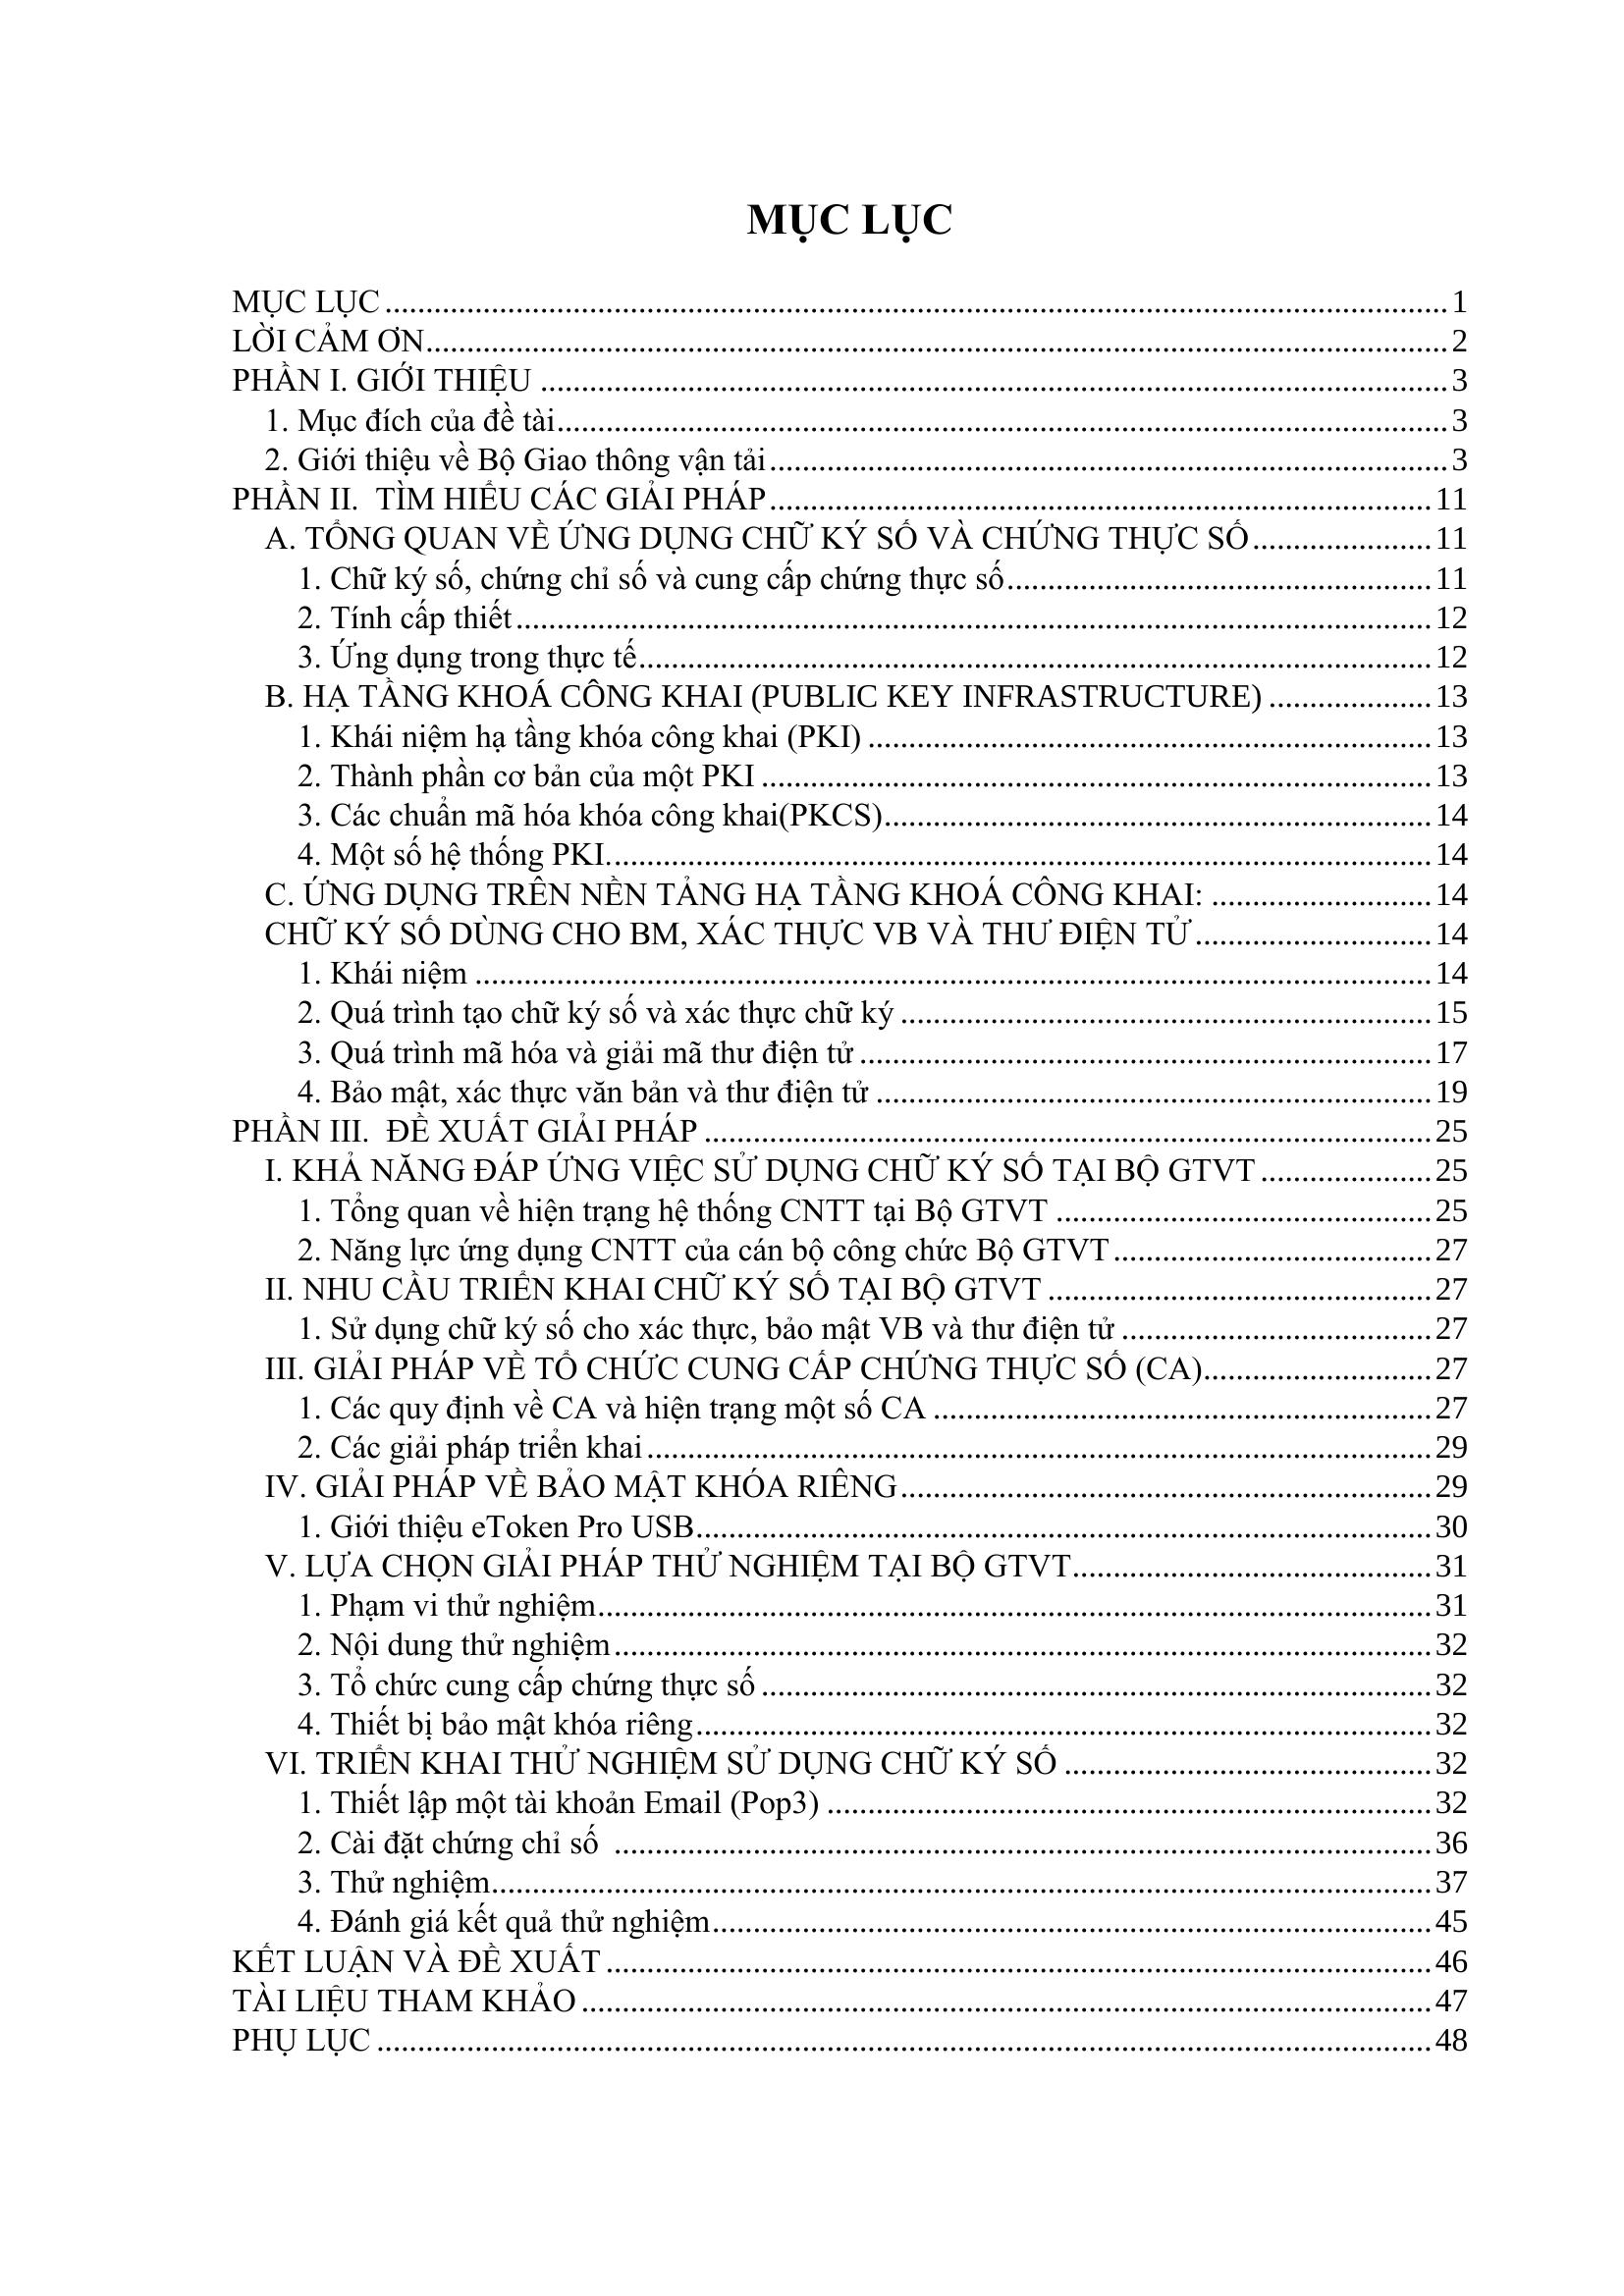 MỤC LỤC
MỤC LỤC ........ 1
LỜI CẢM ƠN ........ 2
PHẦN I. GIỚI THIỆU ........ 3
1. Mục đích của đề tài ........ 3
2. Giới thiệu về Bộ Giao thông vận tải ........ 3
PHẦN II. TÌM HIỂU CÁC GIẢI PHÁP ........ 11
A. TỔNG QUAN VỀ ỨNG DỤNG CHỮ KÝ SỐ VÀ CHỨNG THỰC SỐ ........ 11
1. Chữ ký số, chứng chỉ số và cung cấp chứng thực số ........ 11
2. Tính cấp thiết ........ 12
3. Ứng dụng trong thực tế ........ 12
B. HẠ TẦNG KHOÁ CÔNG KHAI (PUBLIC KEY INFRASTRUCTURE) ........ 13
1. Khái niệm hạ tầng khóa công khai (PKI) ........ 13
2. Thành phần cơ bản của một PKI ........ 13
3. Các chuẩn mã hóa khóa công khai(PKCS) ........ 14
4. Một số hệ thống PKI ........ 14
C. ỨNG DỤNG TRÊN NỀN TẢNG HẠ TẦNG KHOÁ CÔNG KHAI: ........ 14
CHỮ KÝ SỐ DÙNG CHO BM, XÁC THỰC VB VÀ THƯ ĐIỆN TỬ ........ 14
1. Khái niệm ........ 14
2. Quá trình tạo chữ ký số và xác thực chữ ký ........ 15
3. Quá trình mã hóa và giải mã thư điện tử ........ 17
4. Bảo mật, xác thực văn bản và thư điện tử ........ 19
PHẦN III. ĐỀ XUẤT GIẢI PHÁP ........ 25
I. KHẢ NĂNG ĐÁP ỨNG VIỆC SỬ DỤNG CHỮ KÝ SỐ TẠI BỘ GTVT ........ 25
1. Tổng quan về hiện trạng hệ thống CNTT tại Bộ GTVT ........ 25
2. Năng lực ứng dụng CNTT của cán bộ công chức Bộ GTVT ........ 27
II. NHU CẦU TRIỂN KHAI CHỮ KÝ SỐ TẠI BỘ GTVT ........ 27
1. Sử dụng chữ ký số cho xác thực, bảo mật VB và thư điện tử ........ 27
III. GIẢI PHÁP VỀ TỔ CHỨC CUNG CẤP CHỨNG THỰC SỐ (CA) ........ 27
1. Các quy định về CA và hiện trạng một số CA ........ 27
2. Các giải pháp triển khai ........ 29
IV. GIẢI PHÁP VỀ BẢO MẬT KHÓA RIÊNG ........ 29
1. Giới thiệu eToken Pro USB ........ 30
V. LỰA CHỌN GIẢI PHÁP THỬ NGHIỆM TẠI BỘ GTVT ........ 31
1. Phạm vi thử nghiệm ........ 31
2. Nội dung thử nghiệm ........ 32
3. Tổ chức cung cấp chứng thực số ........ 32
4. Thiết bị bảo mật khóa riêng ........ 32
VI. TRIỂN KHAI THỬ NGHIỆM SỬ DỤNG CHỮ KÝ SỐ ........ 32
1. Thiết lập một tài khoản Email (Pop3) ........ 32
2. Cài đặt chứng chỉ số ........ 36
3. Thử nghiệm ........ 37
4. Đánh giá kết quả thử nghiệm ........ 45
KẾT LUẬN VÀ ĐỀ XUẤT ........ 46
TÀI LIỆU THAM KHẢO ........ 47
PHỤ LỤC ........ 48